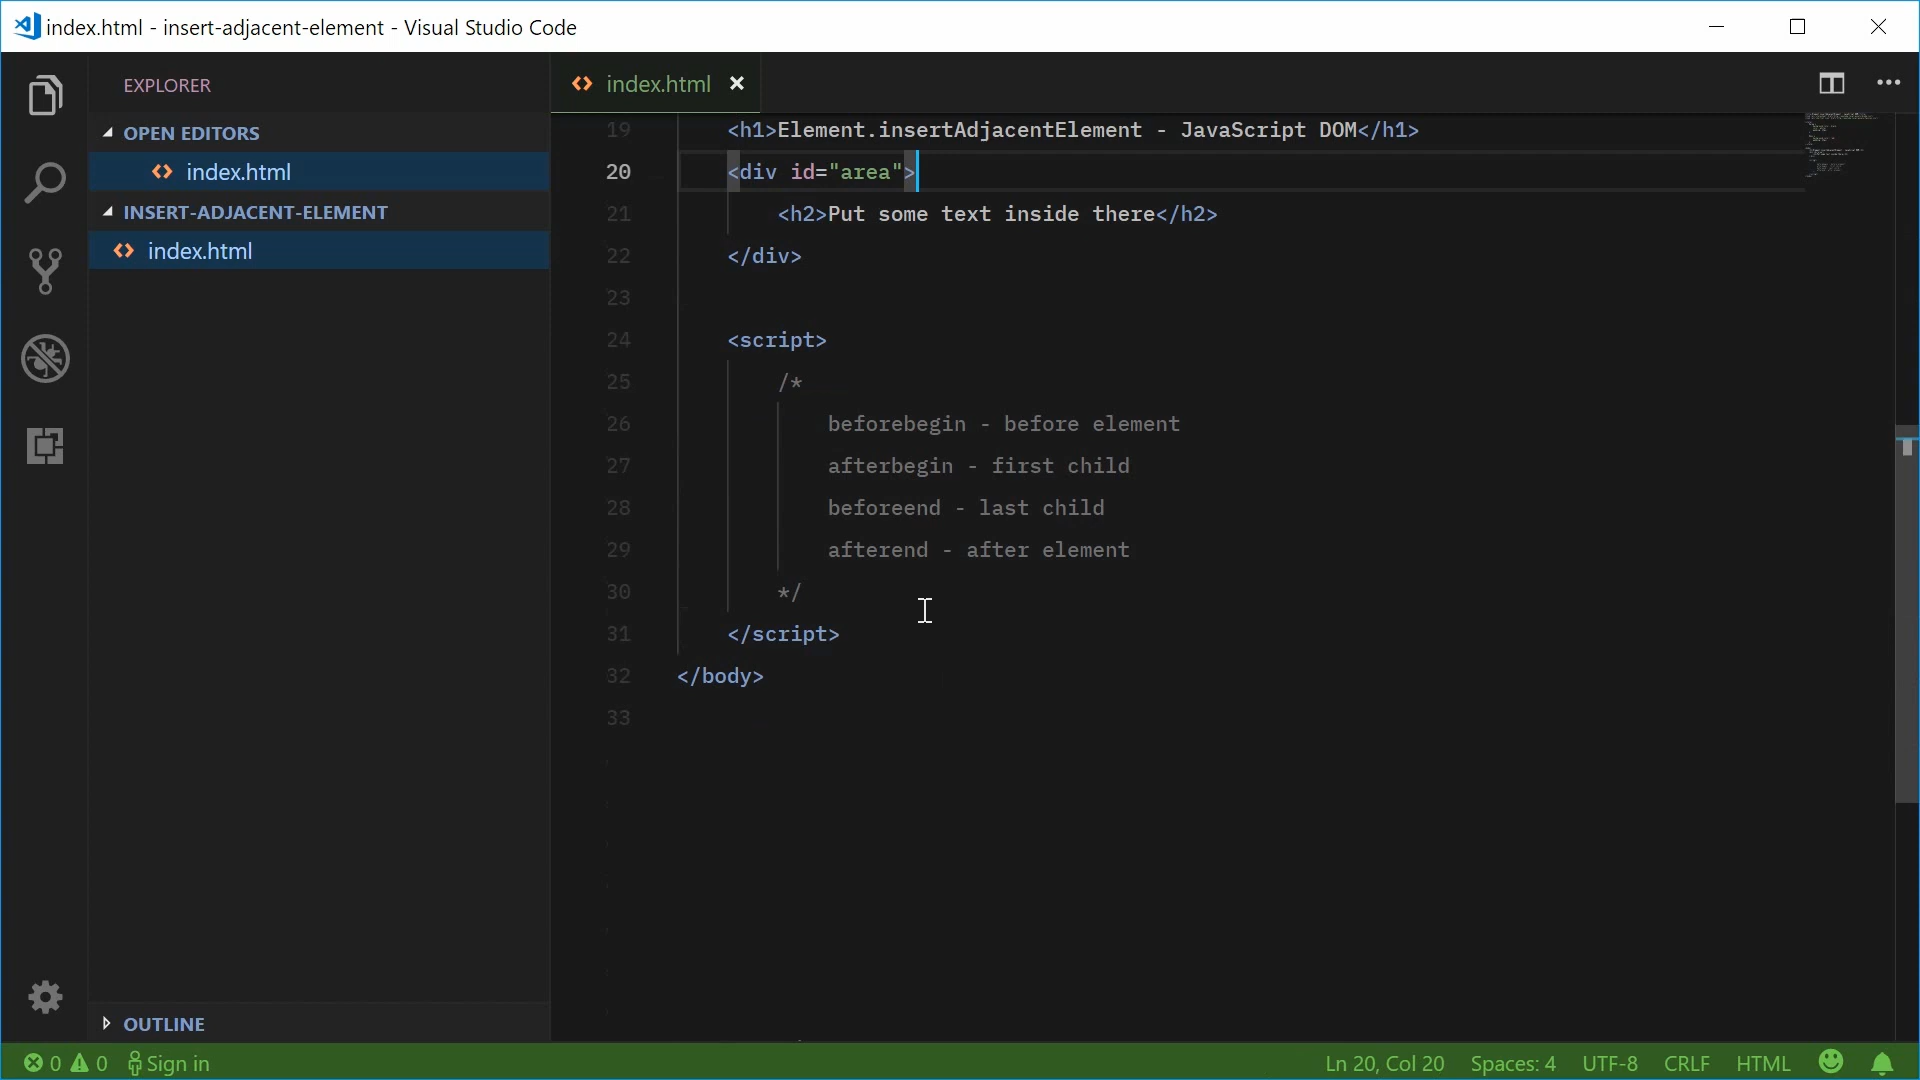 index.html - insert-adjacent-element - Visual Studio Code
EXPLORER
OPEN EDITORS
index.html
INSERT-ADJACENT-ELEMENT
index.html
OUTLINE
index.html
19 <h1>Element.insertAdjacentElement - JavaScript DOM</h1>
20 <div id="area">
21 <h2>Put some text inside there</h2>
22 </div>
23
24 <script>
25 /*
26 beforebegin - before element
27 afterbegin - first child
28 beforeend - last child
29 afterend - after element
30 */
31 </script>
32 </body>
33
0 0 Sign in
Ln 20, Col 20 Spaces: 4 UTF-8 CRLF HTML